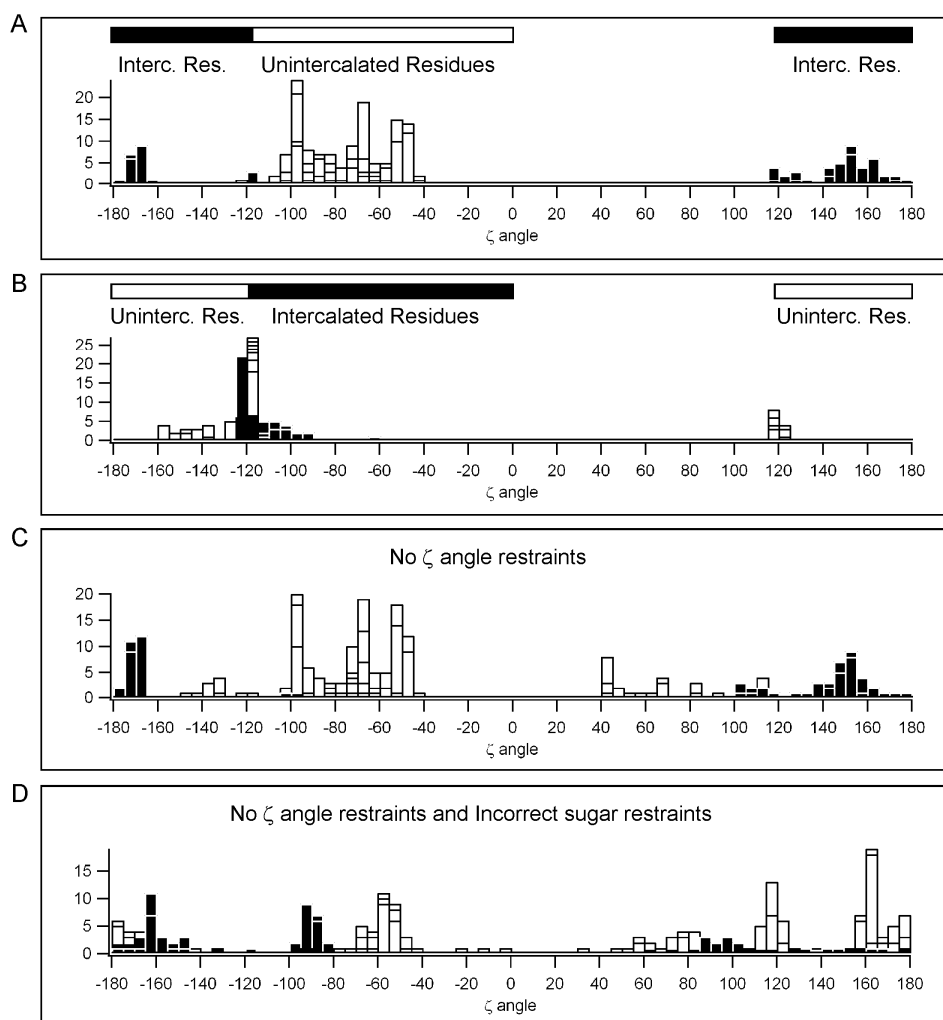 A
Interc. Res. Unintercalated Residues Interc. Res.
20
15
10
5
0
-180 -160 -140 -120 -100 -80 -60 -40 -20 0 20 40 60 80 100 120 140 160 180
ζ angle
B
Uninterc. Res. Intercalated Residues Uninterc. Res.
25
20
15
10
5
0
-180 -160 -140 -120 -100 -80 -60 -40 -20 0 20 40 60 80 100 120 140 160 180
ζ angle
C
No ζ angle restraints
20
15
10
5
0
-180 -160 -140 -120 -100 -80 -60 -40 -20 0 20 40 60 80 100 120 140 160 180
ζ angle
D
No ζ angle restraints and Incorrect sugar restraints
15
10
5
0
-180 -160 -140 -120 -100 -80 -60 -40 -20 0 20 40 60 80 100 120 140 160 180
ζ angle